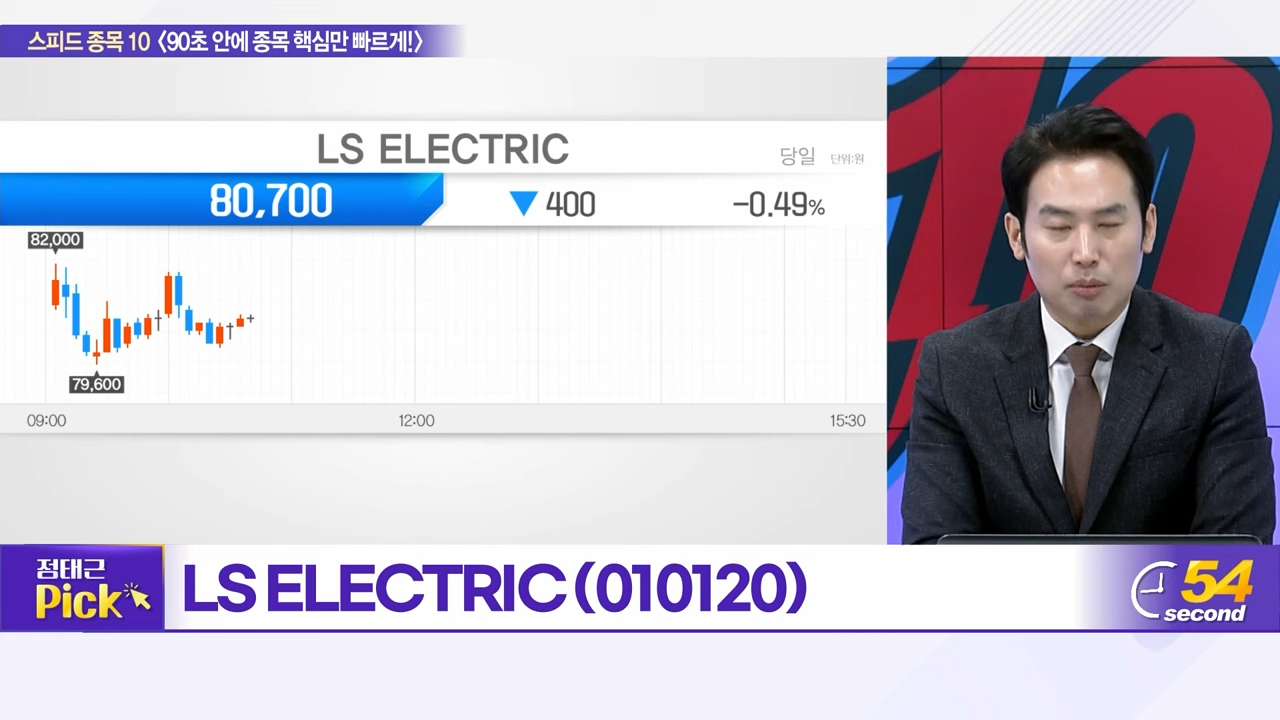 스피드 종목 10 〈90초 안에 종목 핵심만 빠르게!〉
LS ELECTRIC
당일 단위:원
80,700 ▼ 400 -0.49%
82,000
79,600
09:00 12:00 15:30
정태근
Pick
LS ELECTRIC (010120)
54
second